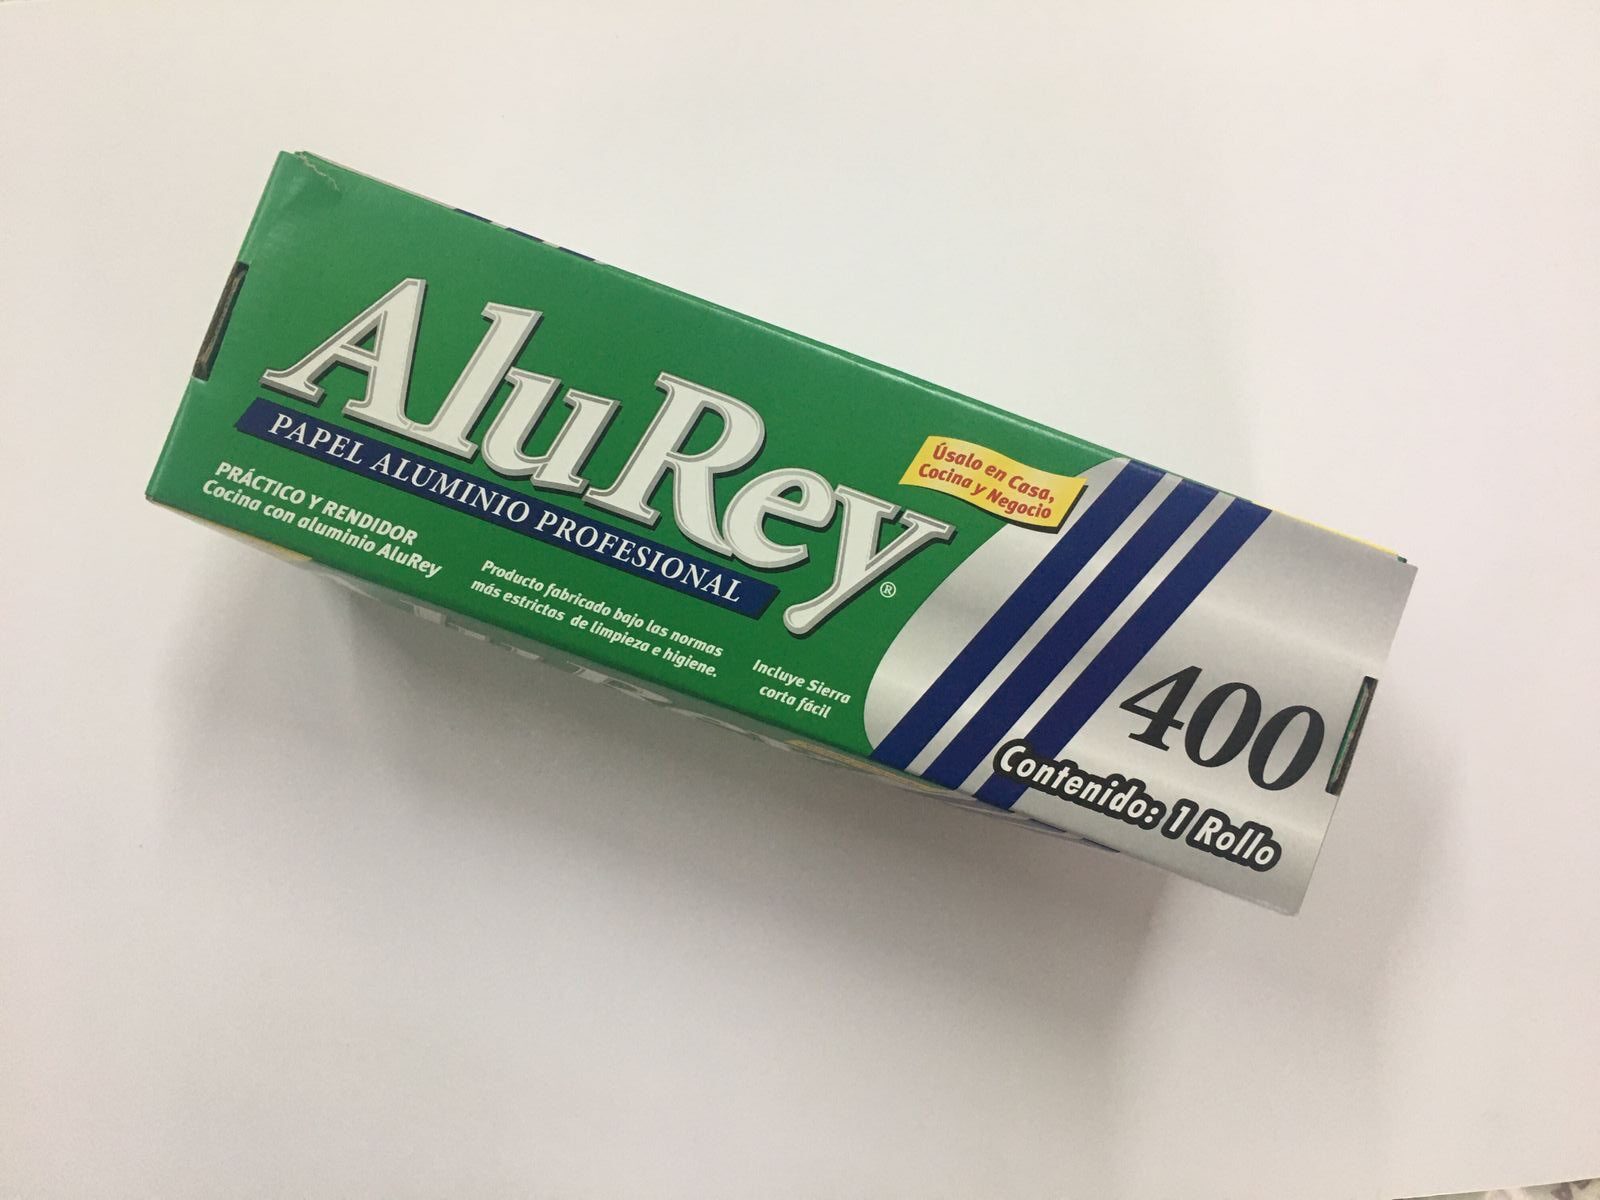 AluRey®
PAPEL ALUMINIO PROFESIONAL
PRÁCTICO Y RENDIDOR
Cocina con aluminio AluRey
Producto fabricado bajo las normas
más estrictas de limpieza e higiene.
Incluye Sierra
corta fácil
Úsalo en Casa,
Cocina y Negocio
400
Contenido: 1 Rollo